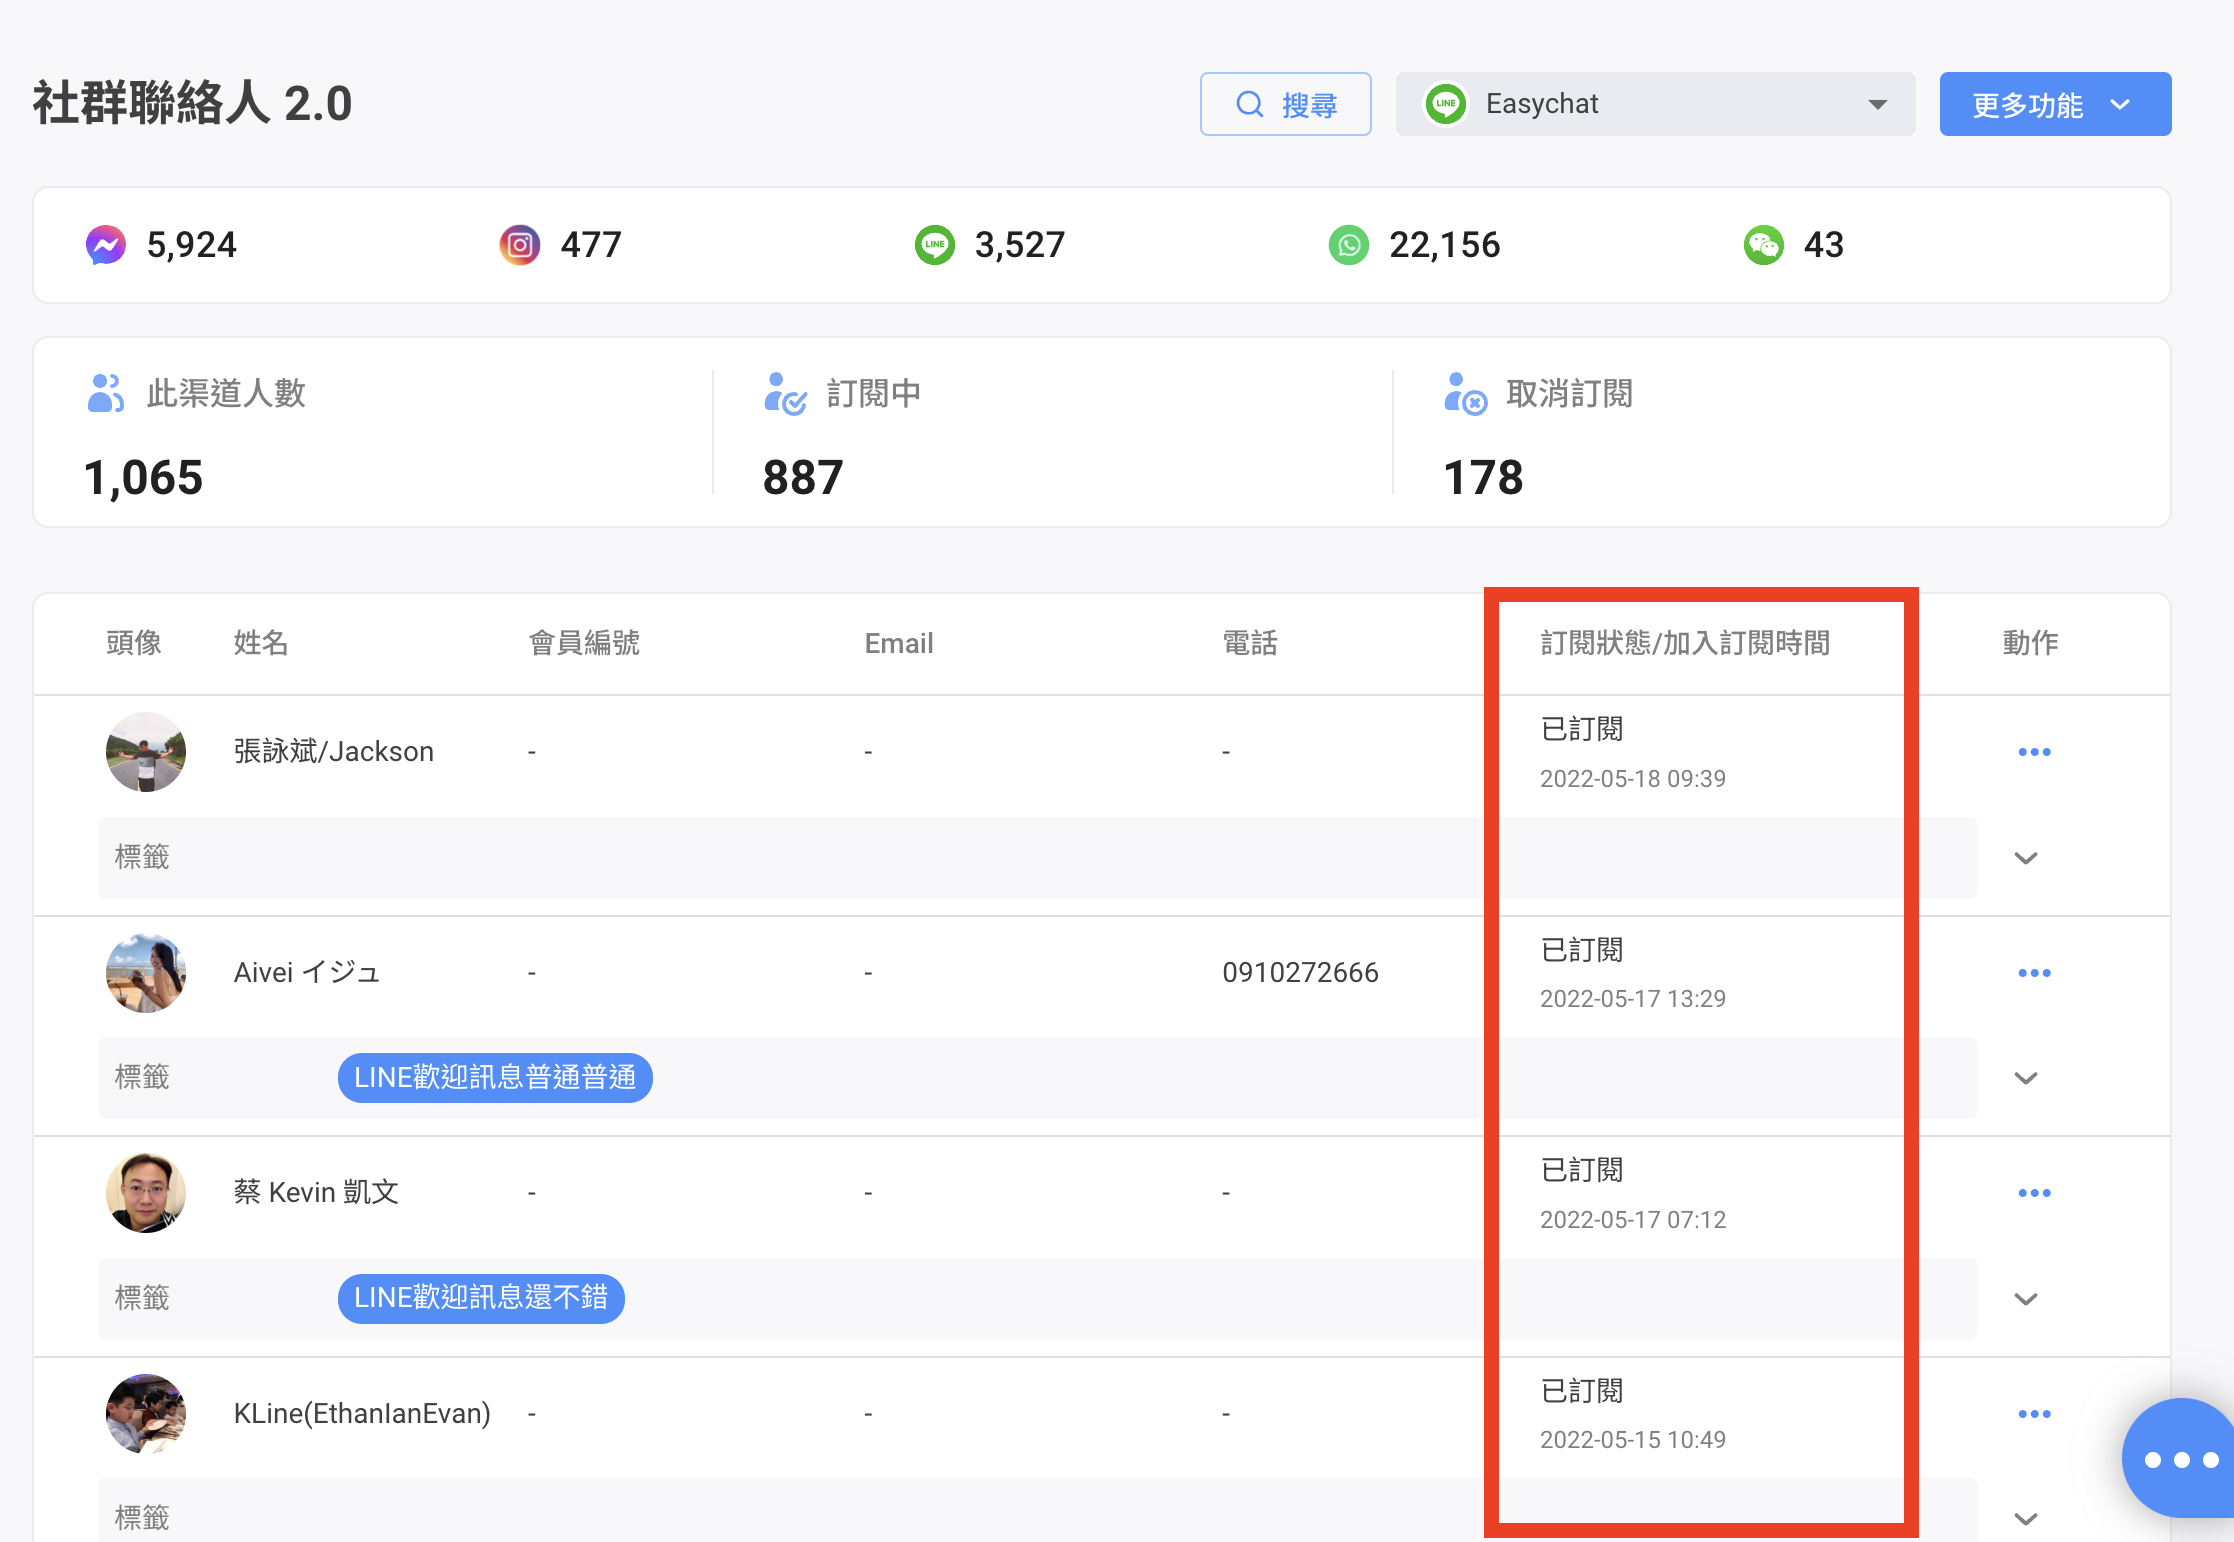 社群聯絡人 2.0
搜尋
LINE
Easychat
更多功能
5,924
477
LINE
3,527
22,156
43
此渠道人數
訂閱中
取消訂閱
1,065
887
178
頭像 姓名 會員編號 Email 電話 訂閱狀態/加入訂閱時間 動作
張詠斌/Jackson - - - 已訂閱
2022-05-18 09:39
標籤
Aivei イジュ - - 0910272666 已訂閱
2022-05-17 13:29
標籤 LINE歡迎訊息普通普通
蔡 Kevin 凱文 - - - 已訂閱
2022-05-17 07:12
標籤 LINE歡迎訊息還不錯
KLine(EthanIanEvan) - - - 已訂閱
2022-05-15 10:49
標籤